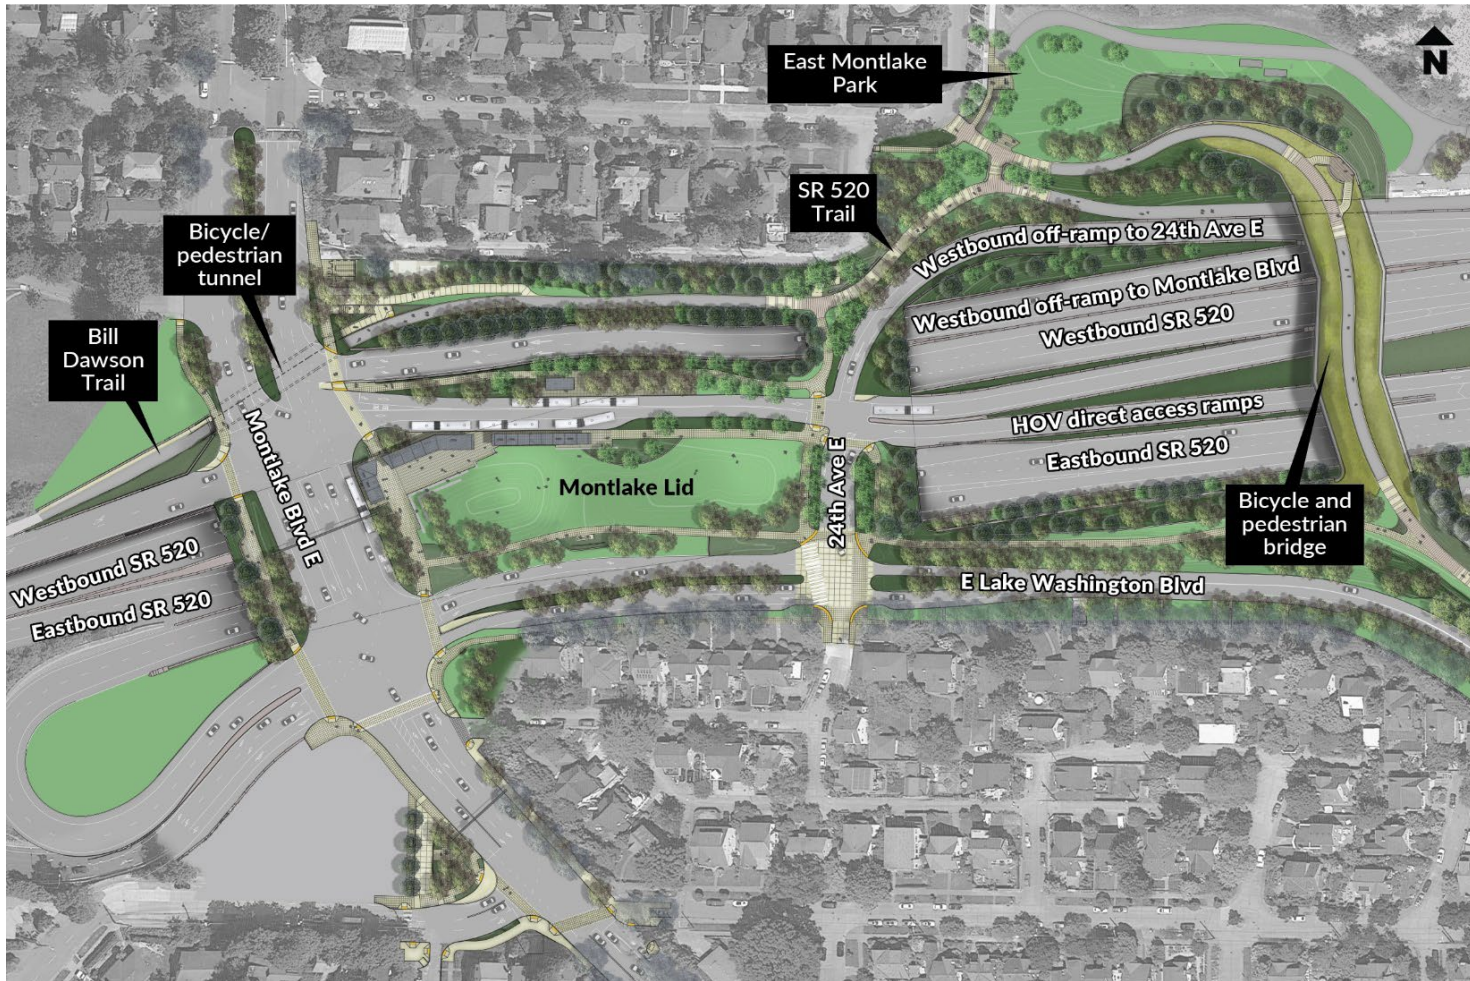 East Montlake
Park
N
SR 520
Trail
Bicycle/
pedestrian
tunnel
Westbound off-ramp to 24th Ave E
Westbound off-ramp to Montlake Blvd
Westbound SR 520
Bill
Dawson
Trail
HOV direct access ramps
Eastbound SR 520
Montlake Blvd E
Montlake Lid
24th Ave E
Bicycle and
pedestrian
bridge
Westbound SR 520
Eastbound SR 520
E Lake Washington Blvd